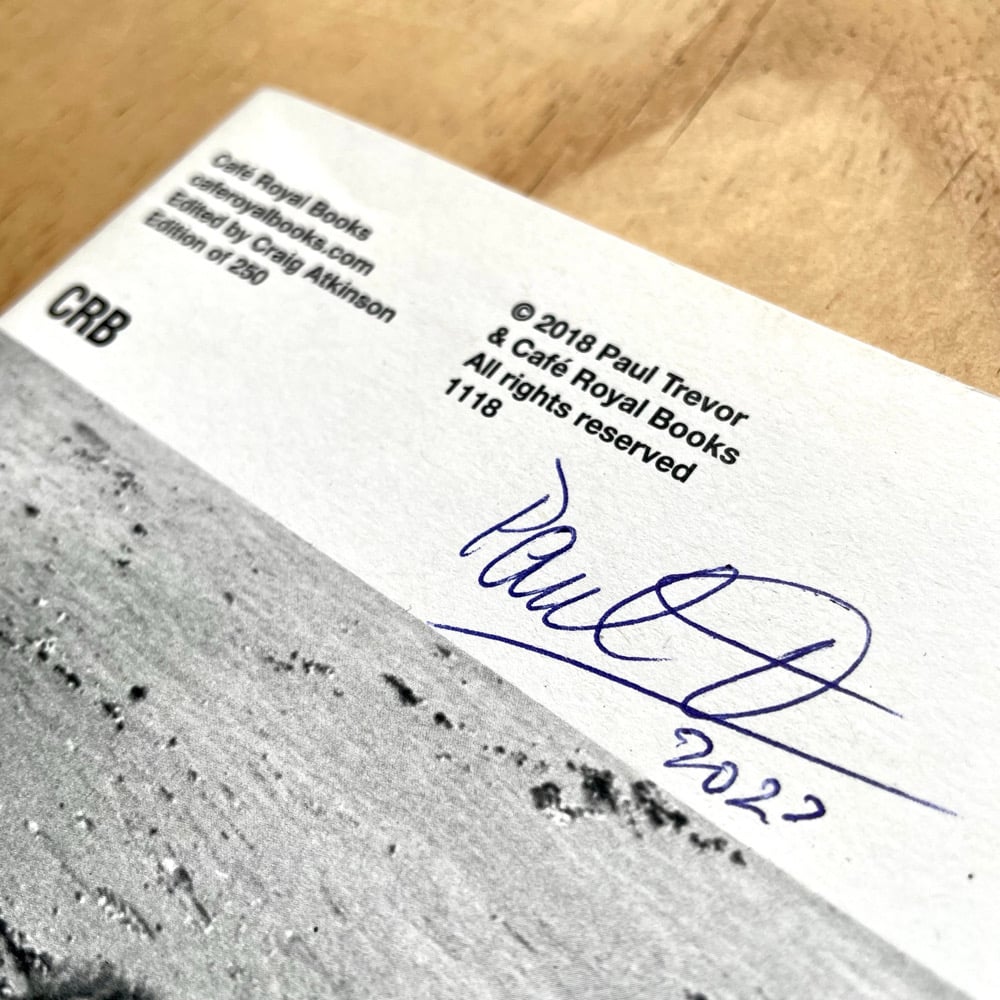 Café Royal Books
caferoyalbooks.com
Edited by Craig Atkinson
Edition of 250
CRB
© 2018 Paul Trevor
& Café Royal Books
All rights reserved
1118
Paul T